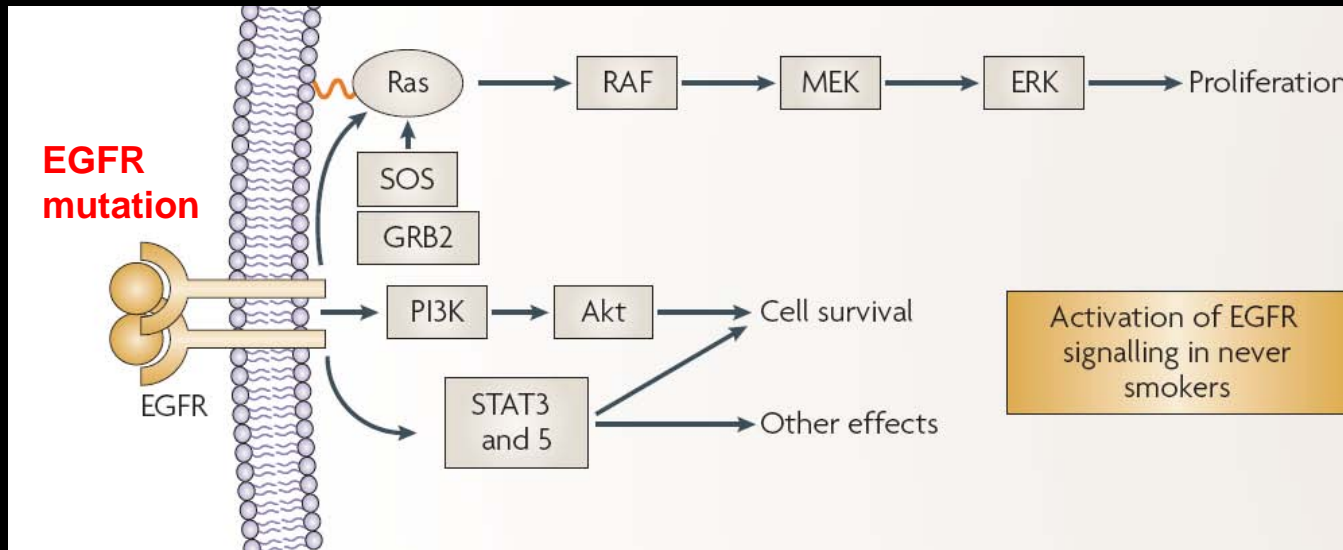 Ras
RAF
MEK
ERK
Proliferation
EGFR
mutation
SOS
GRB2
PI3K
Akt
Cell survival
Activation of EGFR
signalling in never
smokers
EGFR
STAT3
and 5
Other effects